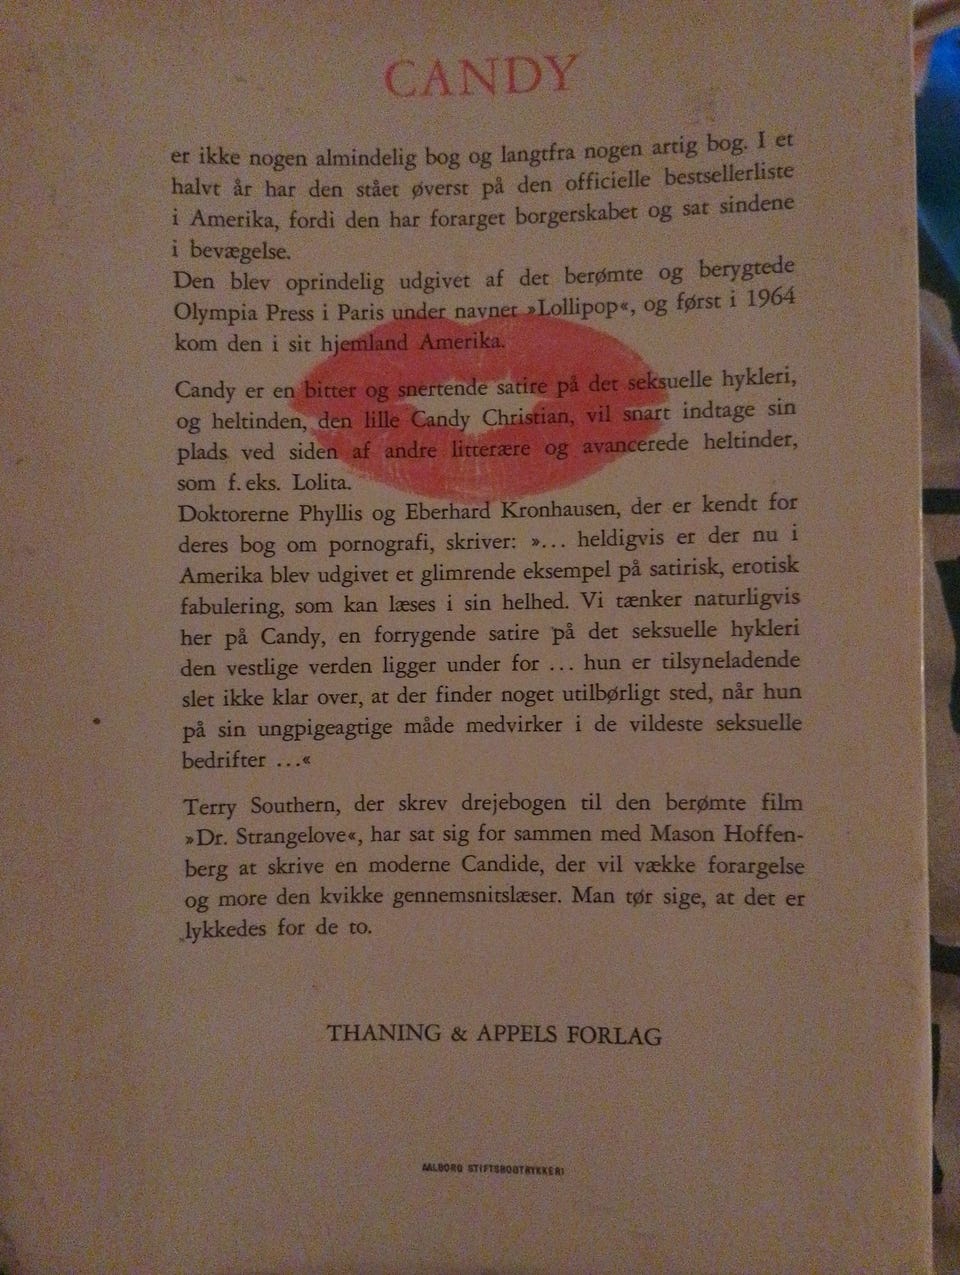 CANDY
er ikke nogen almindelig bog og langtfra nogen artig bog. I et
halvt år har den stået øverst på den officielle bestsellerliste
i Amerika, fordi den har forarget borgerskabet og sat sindene
i bevægelse.
Den blev oprindelig udgivet af det berømte og berygtede
Olympia Press i Paris under navnet »Lollipop«, og først i 1964
kom den i sit hjemland Amerika.
Candy er en bitter og snertende satire på det seksuelle hykleri,
og heltinden, den lille Candy Christian, vil snart indtage sin
plads ved siden af andre litterære og avancerede heltinder,
som f. eks. Lolita.
Doktorerne Phyllis og Eberhard Kronhausen, der er kendt for
deres bog om pornografi, skriver: »... heldigvis er der nu i
Amerika blev udgivet et glimrende eksempel på satirisk, erotisk
fabulering, som kan læses i sin helhed. Vi tænker naturligvis
her på Candy, en forrygende satire på det seksuelle hykleri
den vestlige verden ligger under for ... hun er tilsyneladende
slet ikke klar over, at der finder noget utilbørligt sted, når hun
på sin ungpigeagtige måde medvirker i de vildeste seksuelle
bedrifter ...«
Terry Southern, der skrev drejebogen til den berømte film
»Dr. Strangelove«, har sat sig for sammen med Mason Hoffen-
berg at skrive en moderne Candide, der vil vække forargelse
og more den kvikke gennemsnitslæser. Man tør sige, at det er
lykkedes for de to.
THANING & APPELS FORLAG
AALBORG STIFTSBOGTRYKKERI